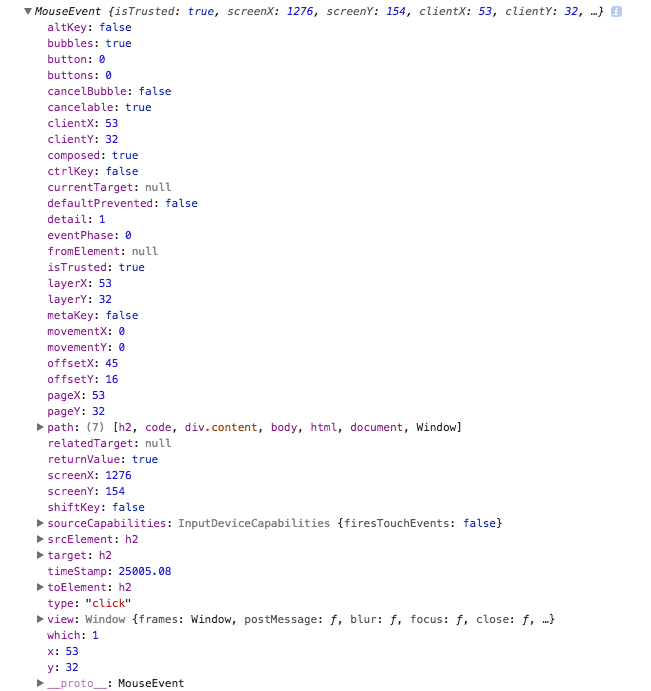 MouseEvent {isTrusted: true, screenX: 1276, screenY: 154, clientX: 53, clientY: 32, …} i
altKey: false
bubbles: true
button: 0
buttons: 0
cancelBubble: false
cancelable: true
clientX: 53
clientY: 32
composed: true
ctrlKey: false
currentTarget: null
defaultPrevented: false
detail: 1
eventPhase: 0
fromElement: null
isTrusted: true
layerX: 53
layerY: 32
metaKey: false
movementX: 0
movementY: 0
offsetX: 45
offsetY: 16
pageX: 53
pageY: 32
path: (7) [h2, code, div.content, body, html, document, Window]
relatedTarget: null
returnValue: true
screenX: 1276
screenY: 154
shiftKey: false
sourceCapabilities: InputDeviceCapabilities {firesTouchEvents: false}
srcElement: h2
target: h2
timeStamp: 25005.08
toElement: h2
type: "click"
view: Window {frames: Window, postMessage: ƒ, blur: ƒ, focus: ƒ, close: ƒ, …}
which: 1
x: 53
y: 32
__proto__: MouseEvent